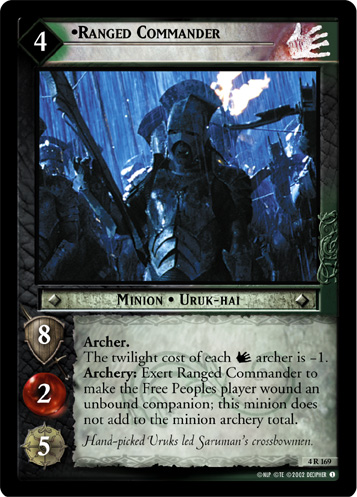 4
•Ranged Commander
Minion • Uruk-hai
8
Archer.
The twilight cost of each archer is –1.
2
Archery: Exert Ranged Commander to
make the Free Peoples player wound an
unbound companion; this minion does
5
not add to the minion archery total.
Hand-picked Uruks led Saruman's crossbowmen.
4 R 169
©NLP ©TE ©2002 DECIPHER